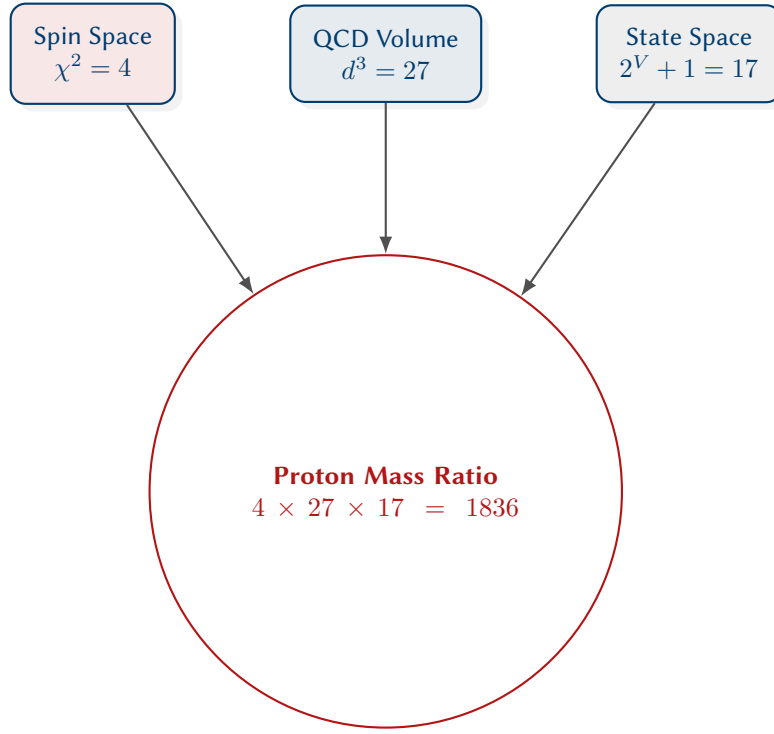 Spin Space
χ² = 4
QCD Volume
d³ = 27
State Space
2ⱽ + 1 = 17
Proton Mass Ratio
4 × 27 × 17 = 1836